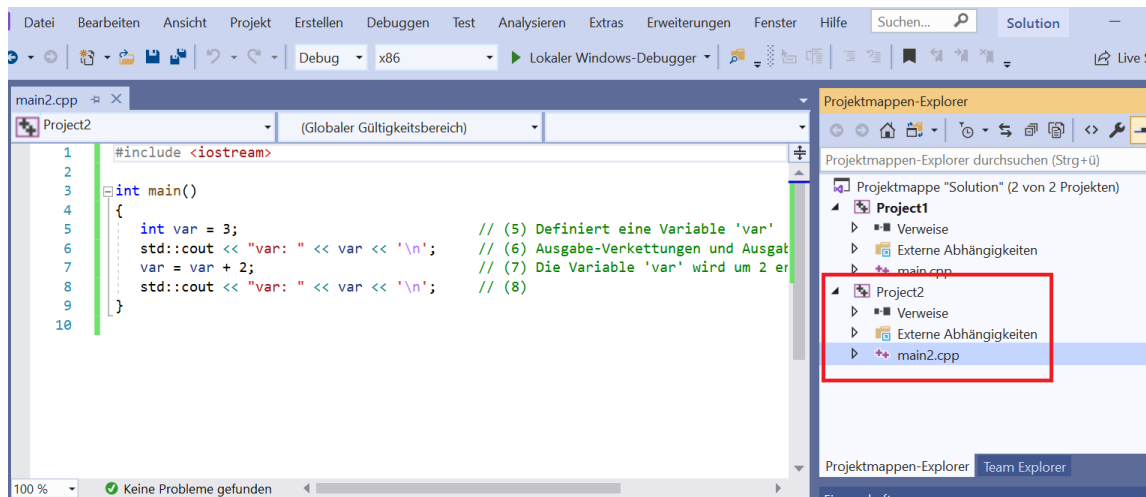 Datei Bearbeiten Ansicht Projekt Erstellen Debuggen Test Analysieren Extras Erweiterungen Fenster Hilfe Suchen... Solution
Debug x86 Lokaler Windows-Debugger Live
main2.cpp
Project2 (Globaler Gültigkeitsbereich)
1 #include <iostream>
2
3 int main()
4 {
5 int var = 3; // (5) Definiert eine Variable 'var'
6 std::cout << "var: " << var << '\n'; // (6) Ausgabe-Verkettungen und
7 var = var + 2; // (7) Die Variable 'var' wird um 2
8 std::cout << "var: " << var << '\n'; // (8)
9 }
10
100 % Keine Probleme gefunden
Projektmappen-Explorer
Projektmappen-Explorer durchsuchen (Strg+ü)
Projektmappe "Solution" (2 von 2 Projekten)
Project1
Verweise
Externe Abhängigkeiten
main.cpp
Project2
Verweise
Externe Abhängigkeiten
main2.cpp
Projektmappen-Explorer Team Explorer